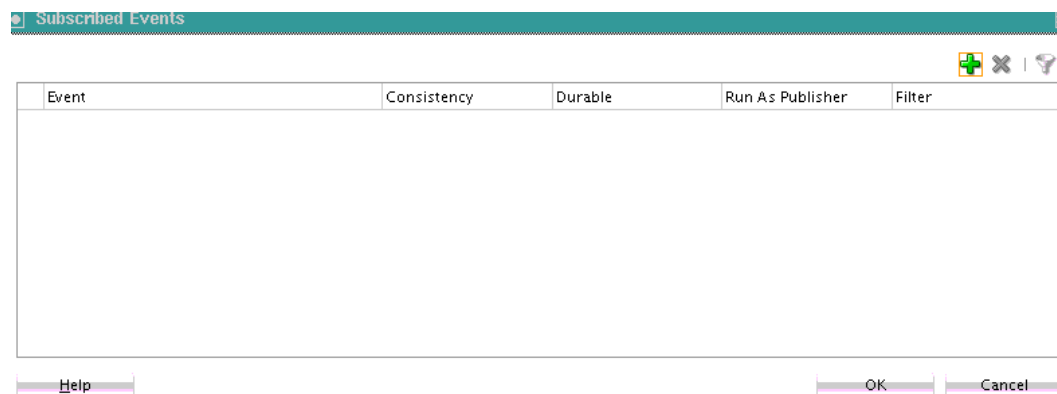 Subscribed Events
Event Consistency Durable Run As Publisher Filter
Help OK Cancel